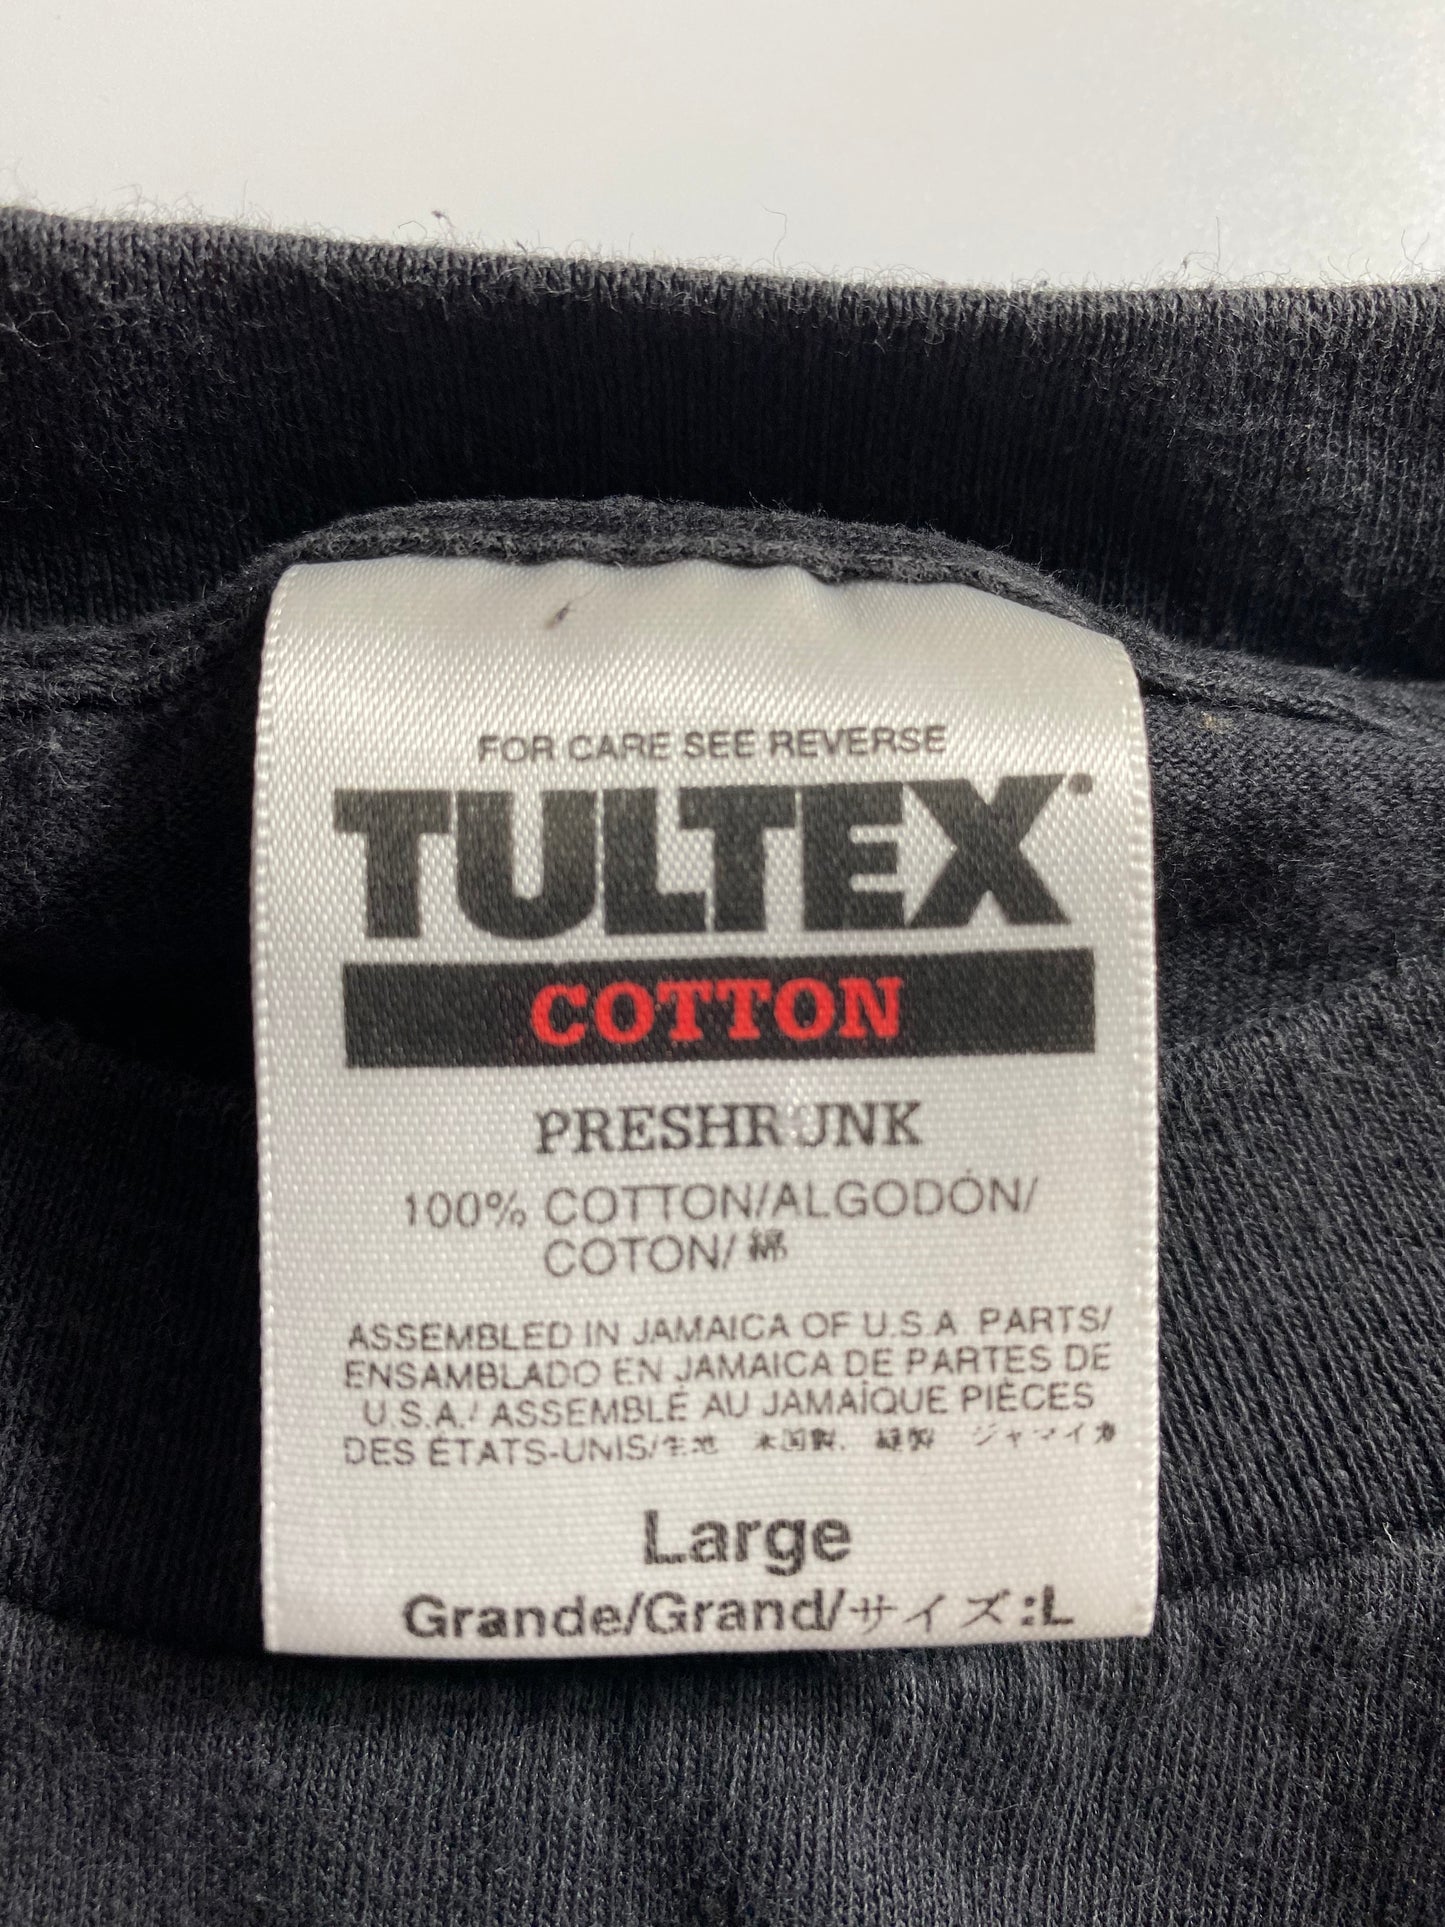 FOR CARE SEE REVERSE
TULTEX
COTTON
PRESHRUNK
100% COTTON/ALGODÓN/
COTON/綿
ASSEMBLED IN JAMAICA OF U.S.A. PARTS/
ENSAMBLADO EN JAMAICA DE PARTES DE
U.S.A./ ASSEMBLÉ AU JAMAÏQUE PIÈCES
DES ÉTATS-UNIS/生地 米国製. 縫製 ジャマイカ
Large
Grande/Grand/サイズ:L